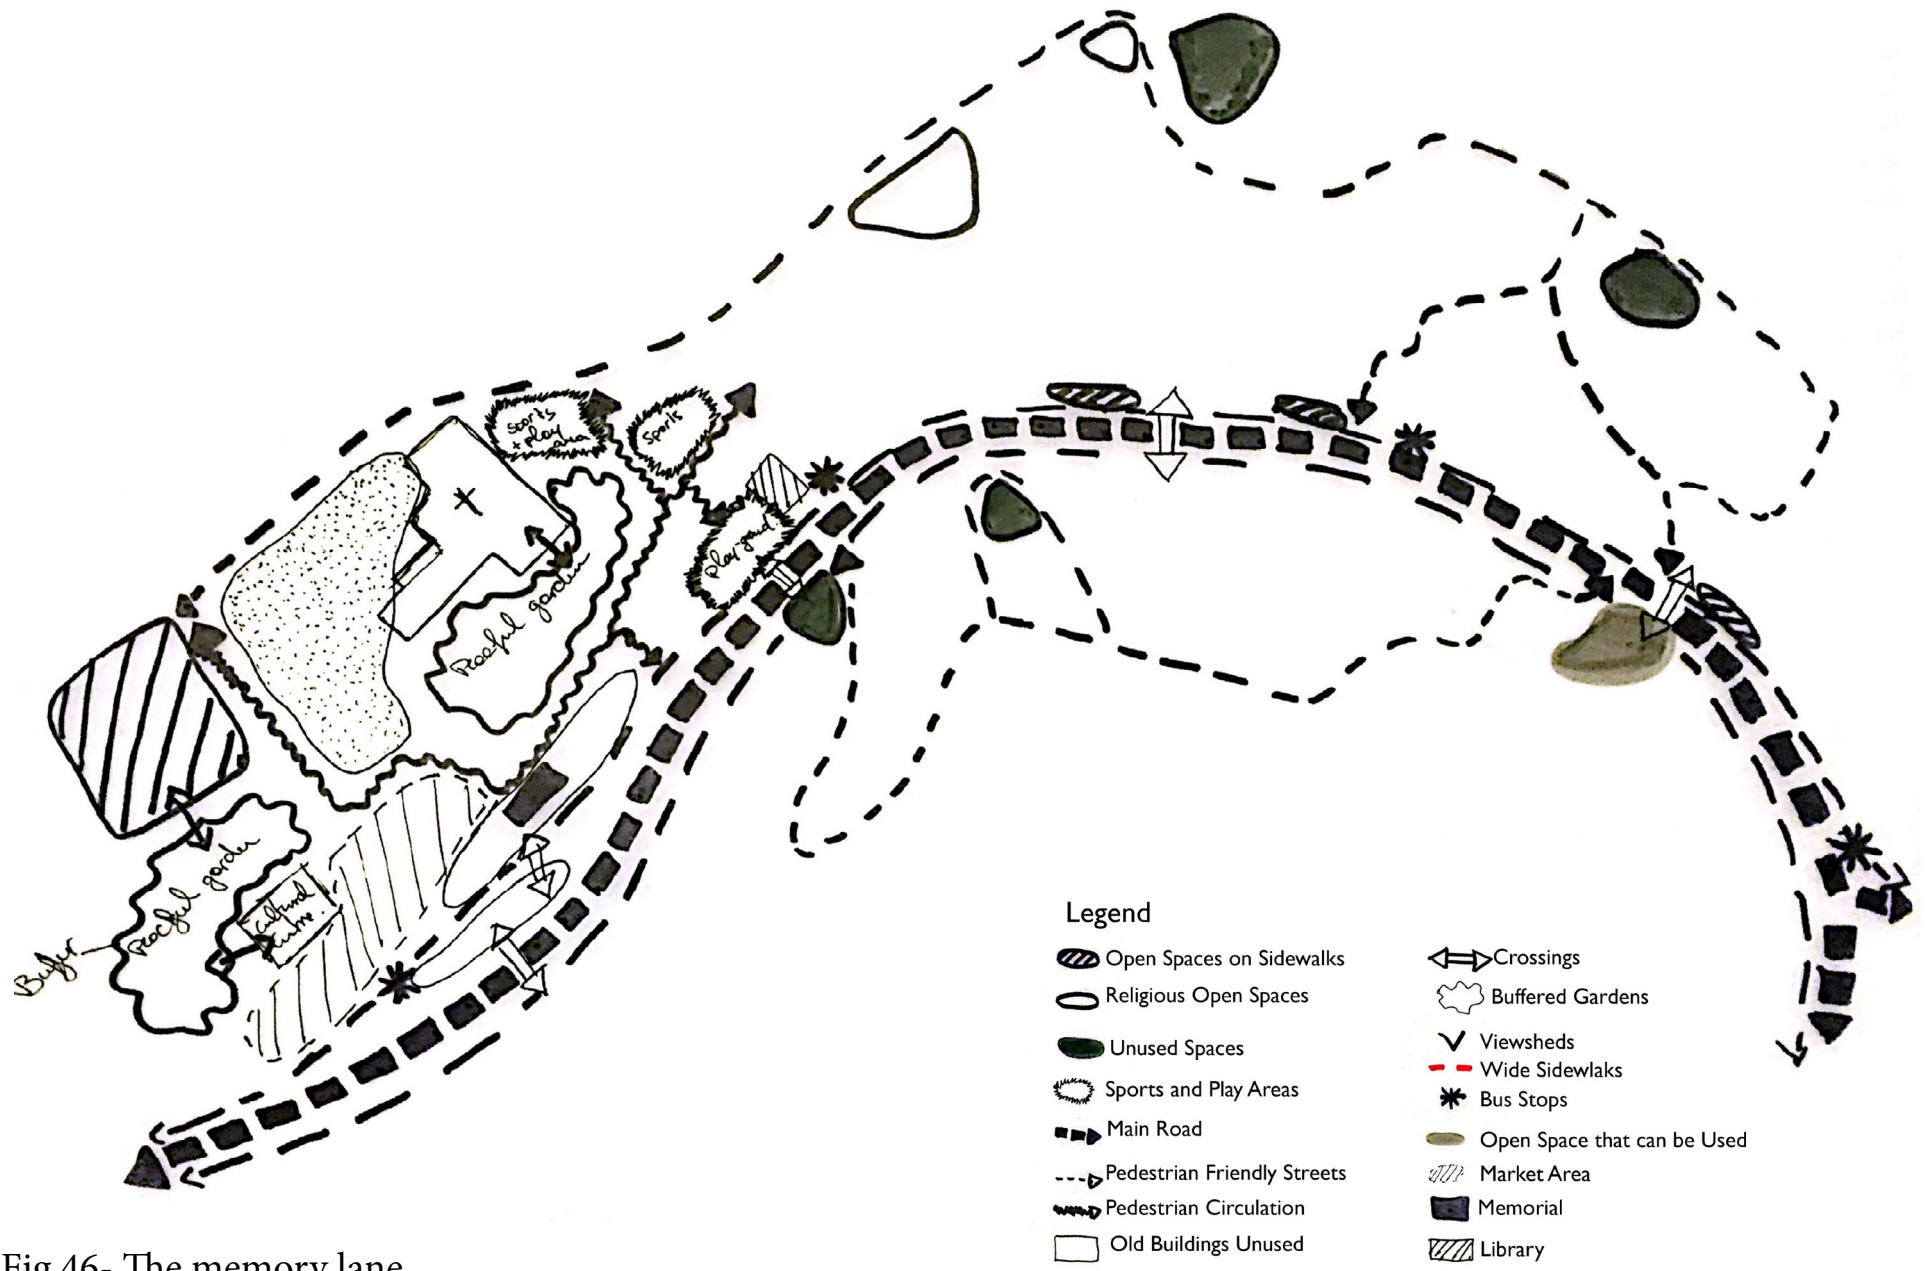 sports
+ play
area
sports
play ground
Peaceful garden
Peaceful garden
cultural
centre.
Buffer
Legend
Open Spaces on Sidewalks
Religious Open Spaces
Unused Spaces
Sports and Play Areas
Main Road
Pedestrian Friendly Streets
Pedestrian Circulation
Old Buildings Unused
Crossings
Buffered Gardens
Viewsheds
Wide Sidewlaks
Bus Stops
Open Space that can be Used
Market Area
Memorial
Library
Fig 46- The memory lane